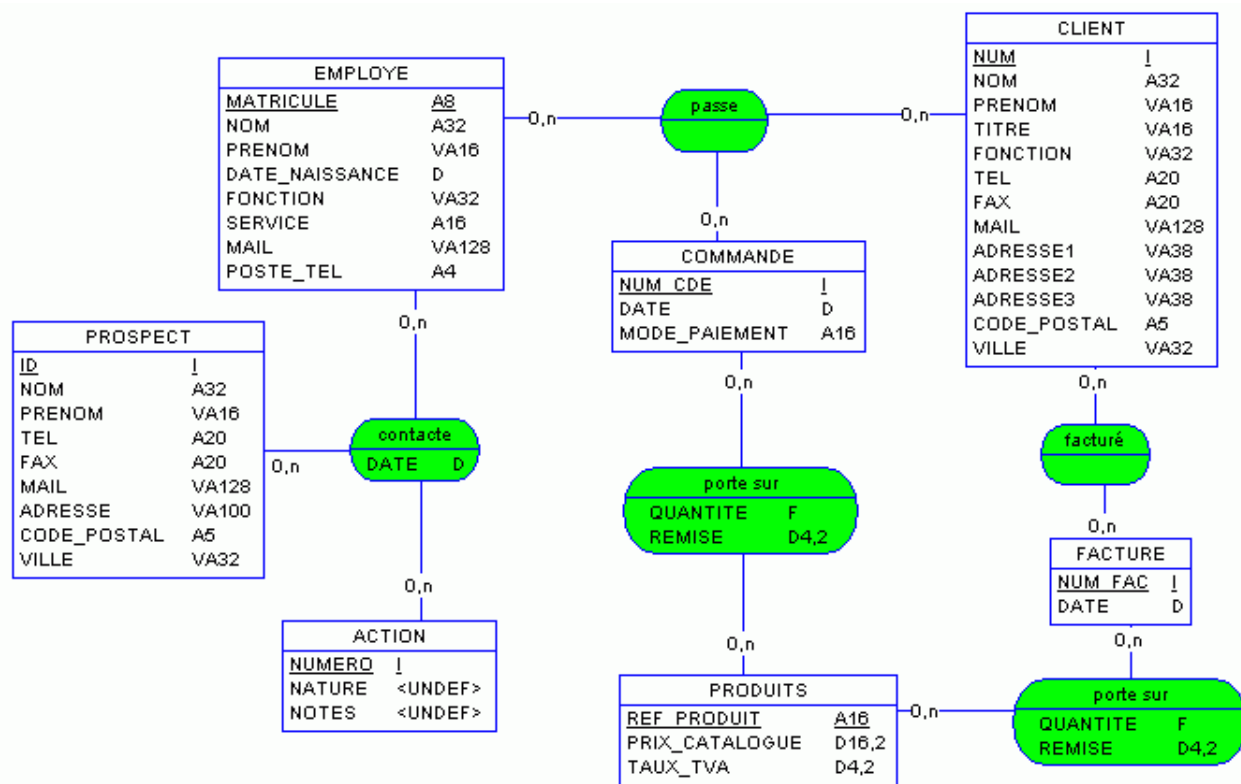 CLIENT
NUM I
NOM A32
PRENOM VA16
TITRE VA16
FONCTION VA32
TEL A20
FAX A20
MAIL VA128
ADRESSE1 VA38
ADRESSE2 VA38
ADRESSE3 VA38
CODE_POSTAL A5
VILLE VA32
EMPLOYE
MATRICULE A8
NOM A32
PRENOM VA16
DATE_NAISSANCE D
FONCTION VA32
SERVICE A16
MAIL VA128
POSTE_TEL A4
0,n
passe
0,n
0,n
COMMANDE
NUM_CDE I
DATE D
MODE_PAIEMENT A16
0,n
PROSPECT
ID I
NOM A32
PRENOM VA16
TEL A20
FAX A20
MAIL VA128
ADRESSE VA100
CODE_POSTAL A5
VILLE VA32
0,n
contacte
DATE D
0,n
0,n
ACTION
NUMERO I
NATURE <UNDEF>
NOTES <UNDEF>
0,n
porte sur
QUANTITE F
REMISE D4,2
0,n
PRODUITS
REF_PRODUIT A16
PRIX_CATALOGUE D16,2
TAUX_TVA D4,2
0,n
facturé
0,n
FACTURE
NUM_FAC I
DATE D
0,n
porte sur
QUANTITE F
REMISE D4,2
0,n